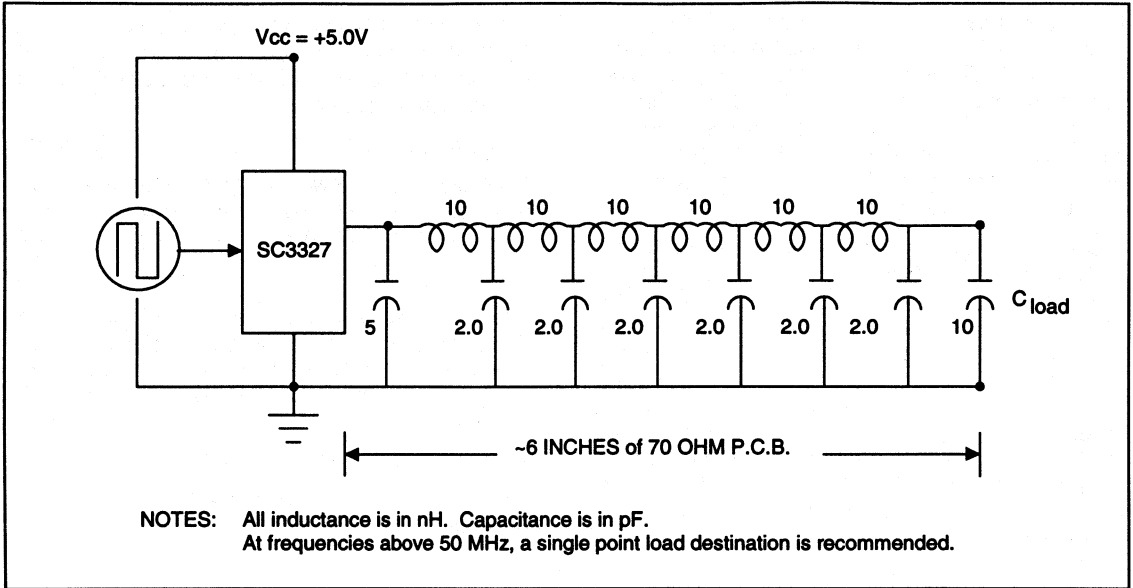 Vcc = +5.0V
10 10 10 10 10 10
SC3327
C load
5 2.0 2.0 2.0 2.0 2.0 2.0 10
~6 INCHES of 70 OHM P.C.B.
NOTES: All inductance is in nH. Capacitance is in pF.
At frequencies above 50 MHz, a single point load destination is recommended.